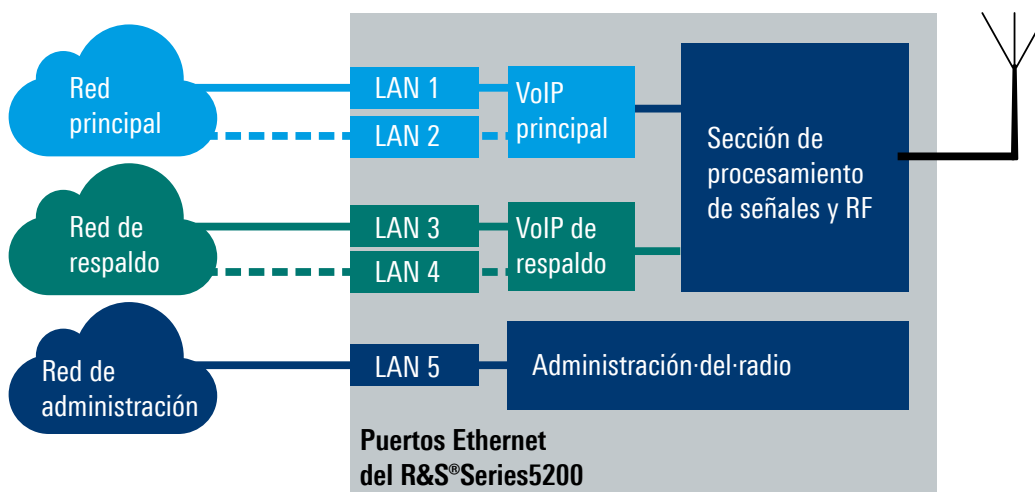 Red
principal
LAN 1
LAN 2
VoIP
principal
Sección de
procesamiento
de señales y RF
Red de
respaldo
LAN 3
LAN 4
VoIP de
respaldo
Red de
administración
LAN 5
Administración·del·radio
Puertos Ethernet
del R&S®Series5200